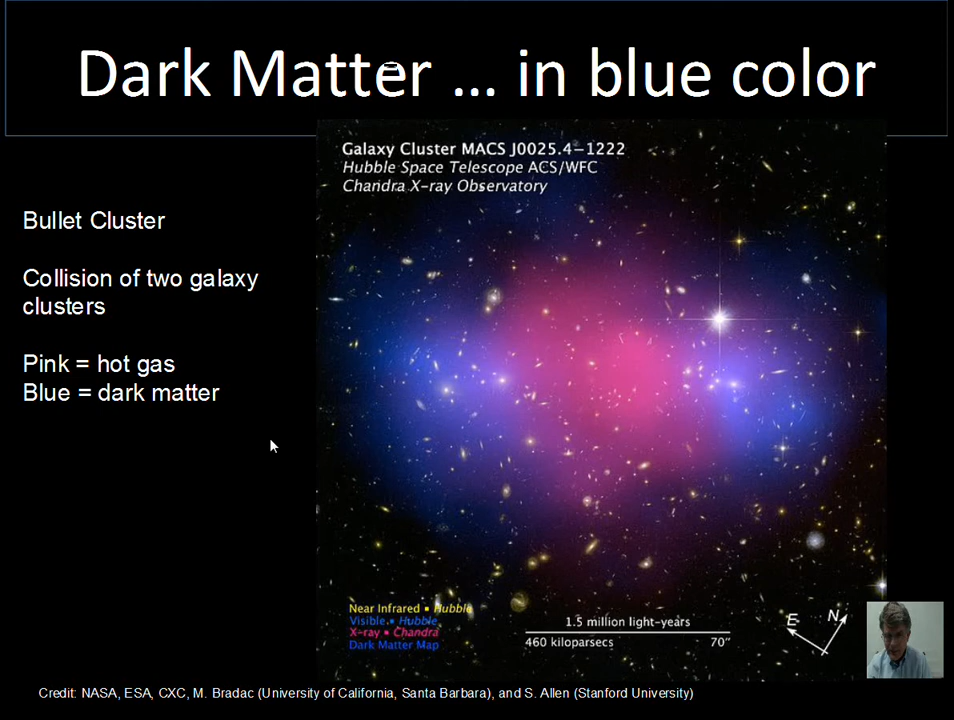 Dark Matter ... in blue color
Galaxy Cluster MACS J0025.4–1222
Hubble Space Telescope ACS/WFC
Chandra X-ray Observatory
Bullet Cluster
Collision of two galaxy
clusters
Pink = hot gas
Blue = dark matter
Near Infrared ▪ Hubble
Visible ▪ Hubble
X-ray ▪ Chandra
Dark Matter Map
1.5 million light-years
460 kiloparsecs 70″
E N
Credit: NASA, ESA, CXC, M. Bradac (University of California, Santa Barbara), and S. Allen (Stanford University)